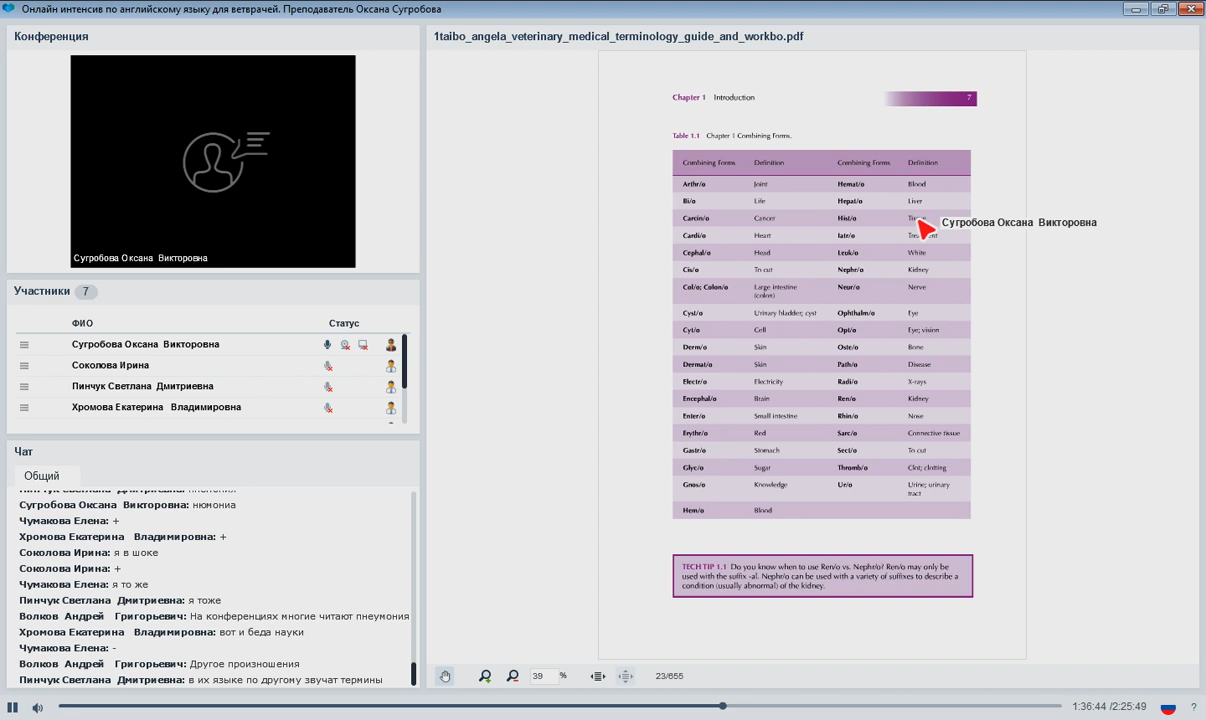 Онлайн интенсив по английскому языку для ветврачей. Преподаватель Оксана Сугробова
Конференция
Сугробова Оксана Викторовна
Участники 7
ФИО Статус
Сугробова Оксана Викторовна
Соколова Ирина
Пинчук Светлана Дмитриевна
Хромова Екатерина Владимировна
Чат
Общий
Сугробова Оксана Викторовна: нюмониа
Чумакова Елена: +
Хромова Екатерина Владимировна: +
Соколова Ирина: я в шоке
Соколова Ирина: +
Чумакова Елена: я то же
Пинчук Светлана Дмитриевна: я тоже
Волков Андрей Григорьевич: На конференциях многие читают пнеумония
Хромова Екатерина Владимировна: вот и беда науки
Чумакова Елена: -
Волков Андрей Григорьевич: Другое произношения
Пинчук Светлана Дмитриевна: в их языке по другому звучат термины
1taibo_angela_veterinary_medical_terminology_guide_and_workbo.pdf
Chapter 1 Introduction 7
Table 1.1 Chapter 1 Combining Forms.
Combining Forms Definition Combining Forms Definition
Arthr/o Joint Hemat/o Blood
Bi/o Life Hepat/o Liver
Carcin/o Cancer Hist/o
Сугробова Оксана Викторовна
Cardi/o Heart Iatr/o
Cephal/o Head Leuk/o White
Cis/o To cut Nephr/o Kidney
Col/o; Colon/o Large intestine Neur/o Nerve
(colon)
Cyst/o Urinary bladder; cyst Ophthalm/o Eye
Cyt/o Cell Opt/o Eye; vision
Derm/o Skin Oste/o Bone
Dermat/o Skin Path/o Disease
Electr/o Electricity Radi/o X-rays
Encephal/o Brain Ren/o Kidney
Enter/o Small intestine Rhin/o Nose
Erythr/o Red Sarc/o Connective tissue
Gastr/o Stomach Sect/o To cut
Glyc/o Sugar Thromb/o Clot; clotting
Gnos/o Knowledge Ur/o Urine; urinary
tract
Hem/o Blood
TECH TIP 1.1 Do you know when to use Ren/o vs. Nephr/o? Ren/o may only be
used with the suffix -al. Nephr/o can be used with a variety of suffixes to describe a
condition (usually abnormal) of the kidney.
39 % 23/655
1:36:44 /2:25:49 ?